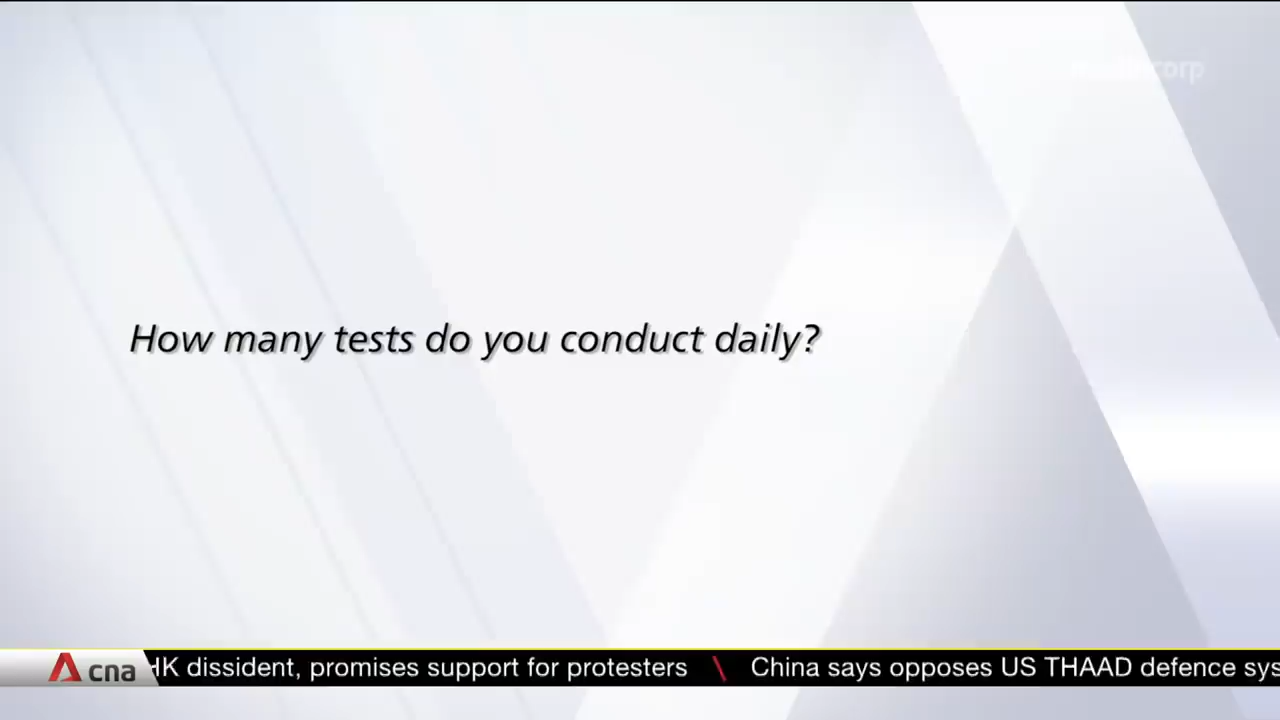 How many tests do you conduct daily?
cna
HK dissident, promises support for protesters \ China says opposes US THAAD defence